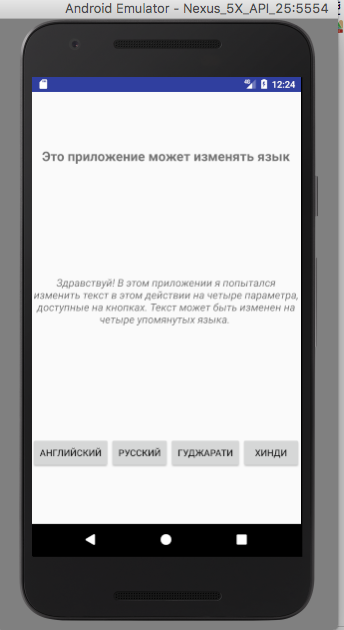 Android Emulator - Nexus_5X_API_25:5554
4G 12:24
Это приложение может изменять язык
Здравствуй! В этом приложении я попытался
изменить текст в этом действии на четыре параметра,
доступные на кнопках. Текст может быть изменен на
четыре упомянутых языка.
АНГЛИЙСКИЙ РУССКИЙ ГУДЖАРАТИ ХИНДИ